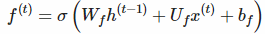 f^{(t)} = σ(W_f h^{(t−1)} + U_f x^{(t)} + b_f)